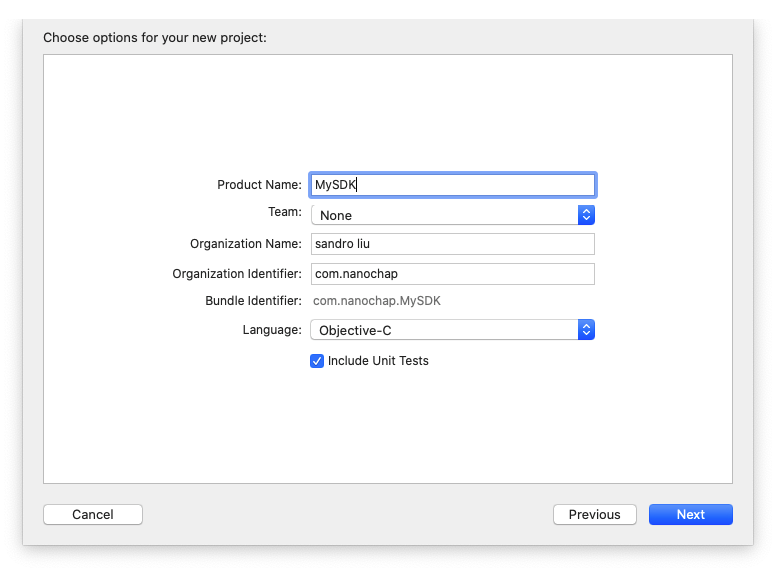 Choose options for your new project:
Product Name: MySDK
Team: None
Organization Name: sandro liu
Organization Identifier: com.nanochap
Bundle Identifier: com.nanochap.MySDK
Language: Objective-C
Include Unit Tests
Cancel Previous Next